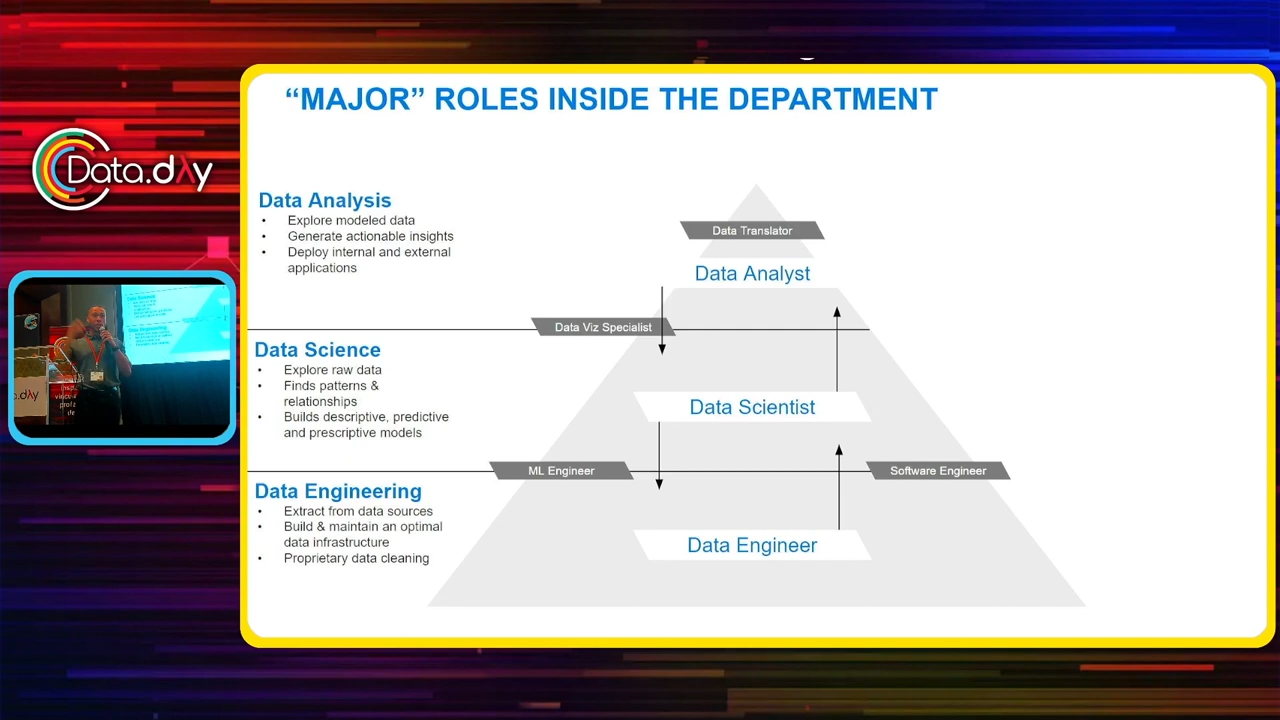 “MAJOR” ROLES INSIDE THE DEPARTMENT
Data.dλy
Data Analysis
• Explore modeled data
• Generate actionable insights
• Deploy internal and external
applications
Data Translator
Data Analyst
Data Viz Specialist
Data Science
• Explore raw data
• Finds patterns &
relationships
• Builds descriptive, predictive
and prescriptive models
Data Scientist
ML Engineer
Software Engineer
Data Engineering
• Extract from data sources
• Build & maintain an optimal
data infrastructure
• Proprietary data cleaning
Data Engineer